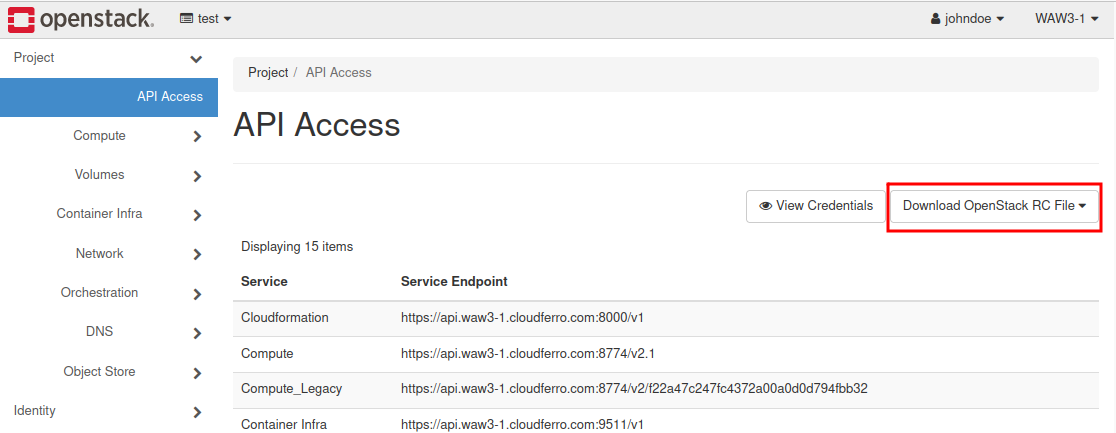 openstack. test johndoe WAW3-1
Project
API Access
Compute
Volumes
Container Infra
Network
Orchestration
DNS
Object Store
Identity
Project / API Access
API Access
View Credentials Download OpenStack RC File
Displaying 15 items
Service Service Endpoint
Cloudformation https://api.waw3-1.cloudferro.com:8000/v1
Compute https://api.waw3-1.cloudferro.com:8774/v2.1
Compute_Legacy https://api.waw3-1.cloudferro.com:8774/v2/f22a47c247fc4372a00a0d0d794fbb32
Container Infra https://api.waw3-1.cloudferro.com:9511/v1